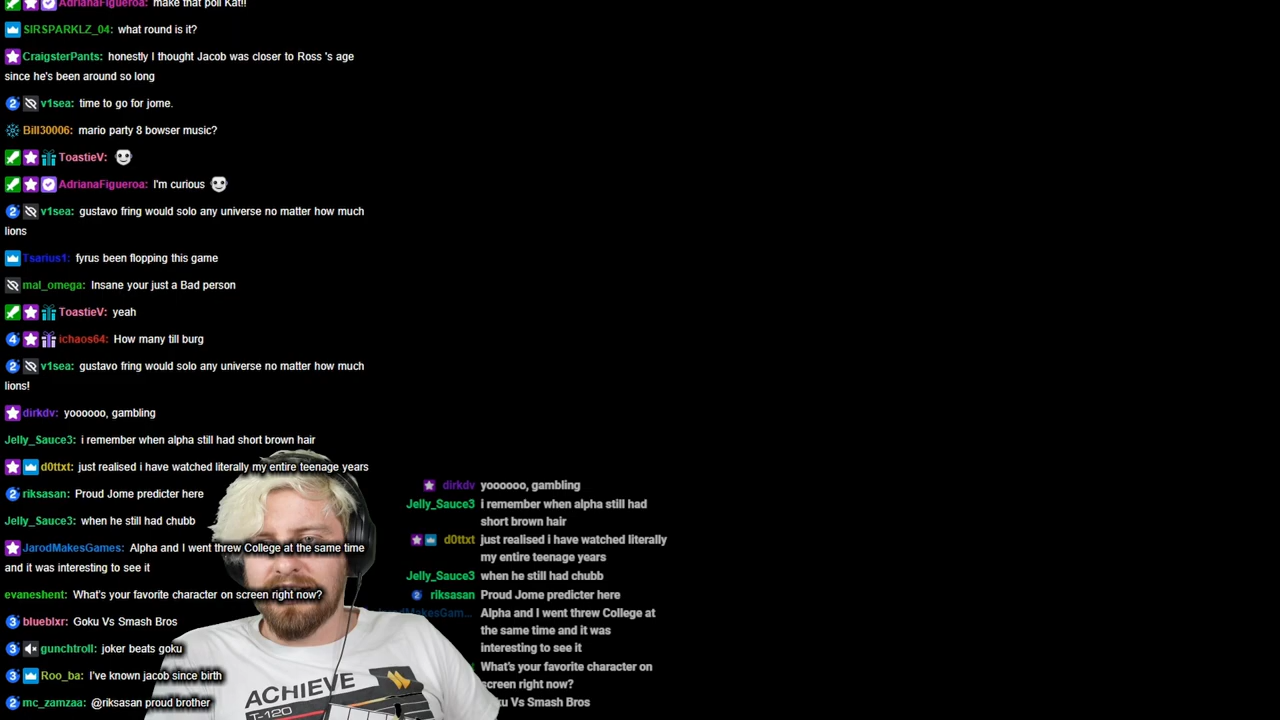 AdrianaFigueroa: make that poll Kat!!
SIRSPARKLZ_04: what round is it?
CraigsterPants: honestly I thought Jacob was closer to Ross 's age
since he's been around so long
2 v1sea: time to go for jome.
Bill30006: mario party 8 bowser music?
ToastieV:
AdrianaFigueroa: I'm curious
2 v1sea: gustavo fring would solo any universe no matter how much
lions
Tsarius1: fyrus been flopping this game
mal_omega: Insane your just a Bad person
ToastieV: yeah
4 ichaos64: How many till burg
2 v1sea: gustavo fring would solo any universe no matter how much
lions!
dirkdv: yoooooo, gambling
Jelly_Sauce3: i remember when alpha still had short brown hair
d0ttxt: just realised i have watched literally my entire teenage years
2 riksasan: Proud Jome predicter here
Jelly_Sauce3: when he still had chubb
JarodMakesGames: Alpha and I went threw College at the same time
and it was interesting to see it
evaneshent: What's your favorite character on screen right now?
3 blueblxr: Goku Vs Smash Bros
3 gunchtroll: joker beats goku
3 Roo_ba: I've known jacob since birth
2 mc_zamzaa: @riksasan proud brother
dirkdv yoooooo, gambling
Jelly_Sauce3 i remember when alpha still had
short brown hair
d0ttxt just realised i have watched literally
my entire teenage years
Jelly_Sauce3 when he still had chubb
2 riksasan Proud Jome predicter here
Alpha and I went threw College at
the same time and it was
interesting to see it
What's your favorite character on
screen right now?
Vs Smash Bros
ACHIEVE
T-120